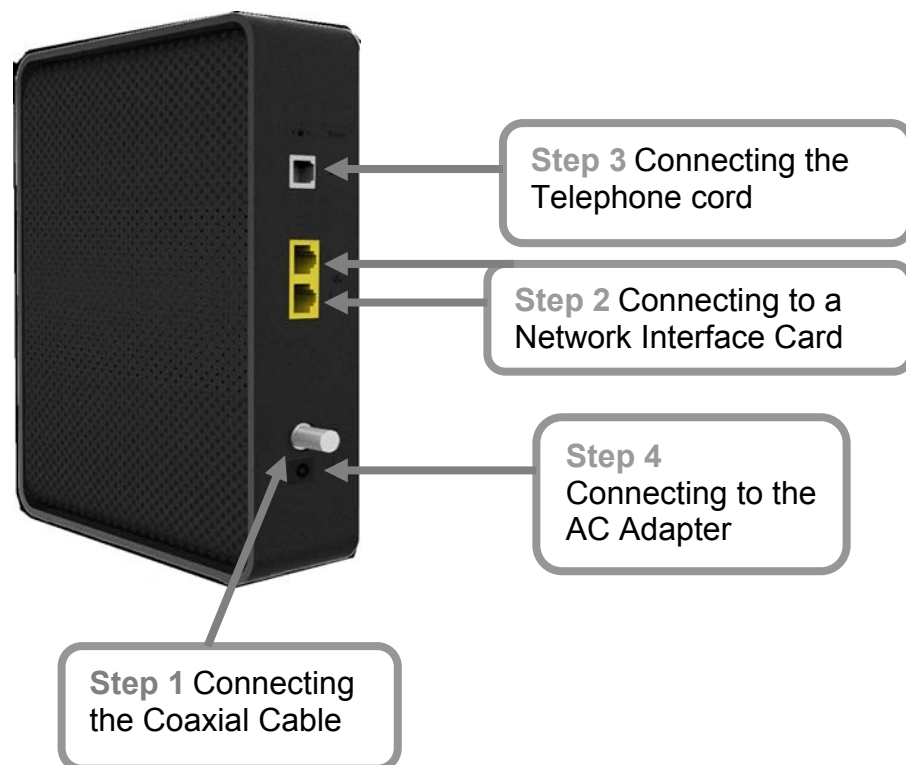 Step 3 Connecting the
Telephone cord
Step 2 Connecting to a
Network Interface Card
Step 4
Connecting to the
AC Adapter
Step 1 Connecting
the Coaxial Cable